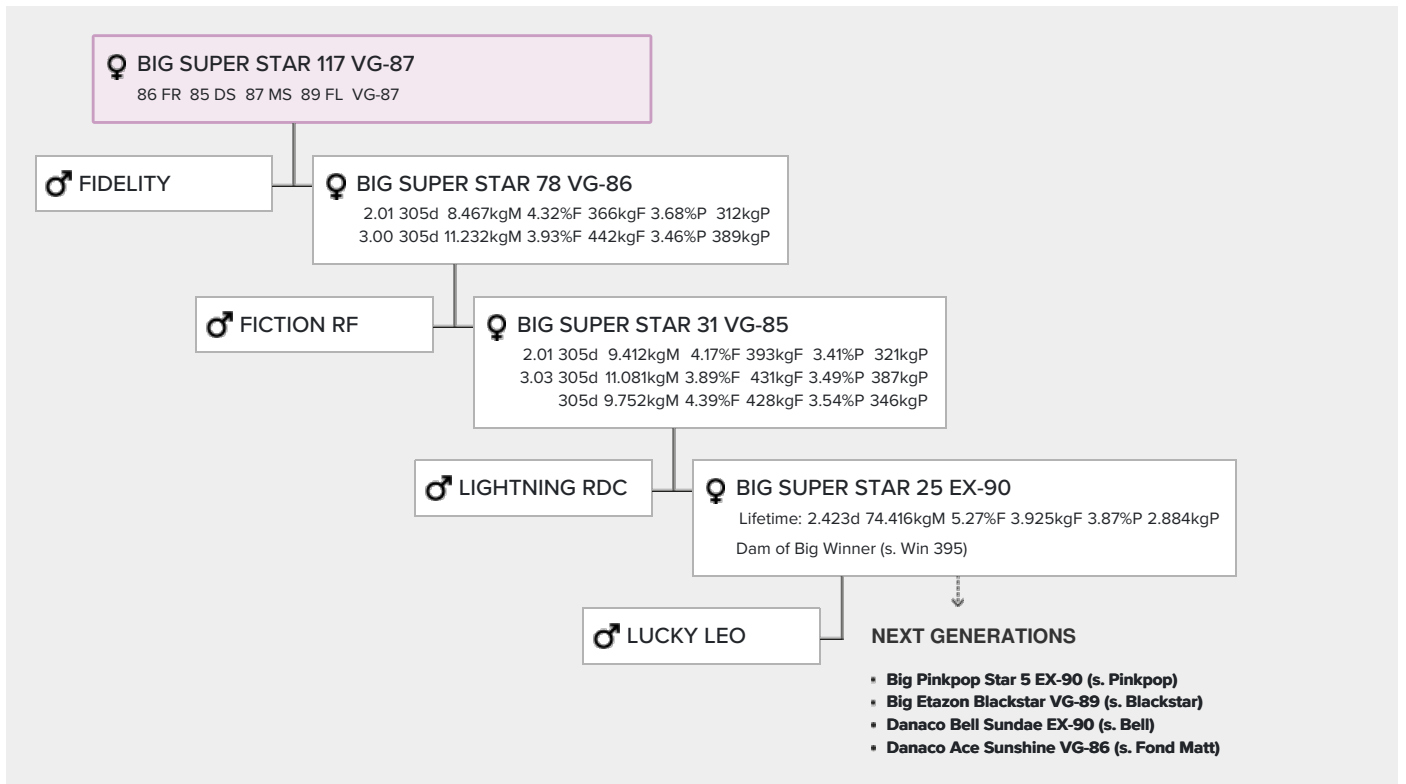 BIG SUPER STAR 117 VG-87
86 FR 85 DS 87 MS 89 FL VG-87
FIDELITY
BIG SUPER STAR 78 VG-86
2.01 305d 8.467kgM 4.32%F 366kgF 3.68%P 312kgP
3.00 305d 11.232kgM 3.93%F 442kgF 3.46%P 389kgP
FICTION RF
BIG SUPER STAR 31 VG-85
2.01 305d 9.412kgM 4.17%F 393kgF 3.41%P 321kgP
3.03 305d 11.081kgM 3.89%F 431kgF 3.49%P 387kgP
305d 9.752kgM 4.39%F 428kgF 3.54%P 346kgP
LIGHTNING RDC
BIG SUPER STAR 25 EX-90
Lifetime: 2.423d 74.416kgM 5.27%F 3.925kgF 3.87%P 2.884kgP
Dam of Big Winner (s. Win 395)
LUCKY LEO
NEXT GENERATIONS
• Big Pinkpop Star 5 EX-90 (s. Pinkpop)
• Big Etazon Blackstar VG-89 (s. Blackstar)
• Danaco Bell Sundae EX-90 (s. Bell)
• Danaco Ace Sunshine VG-86 (s. Fond Matt)